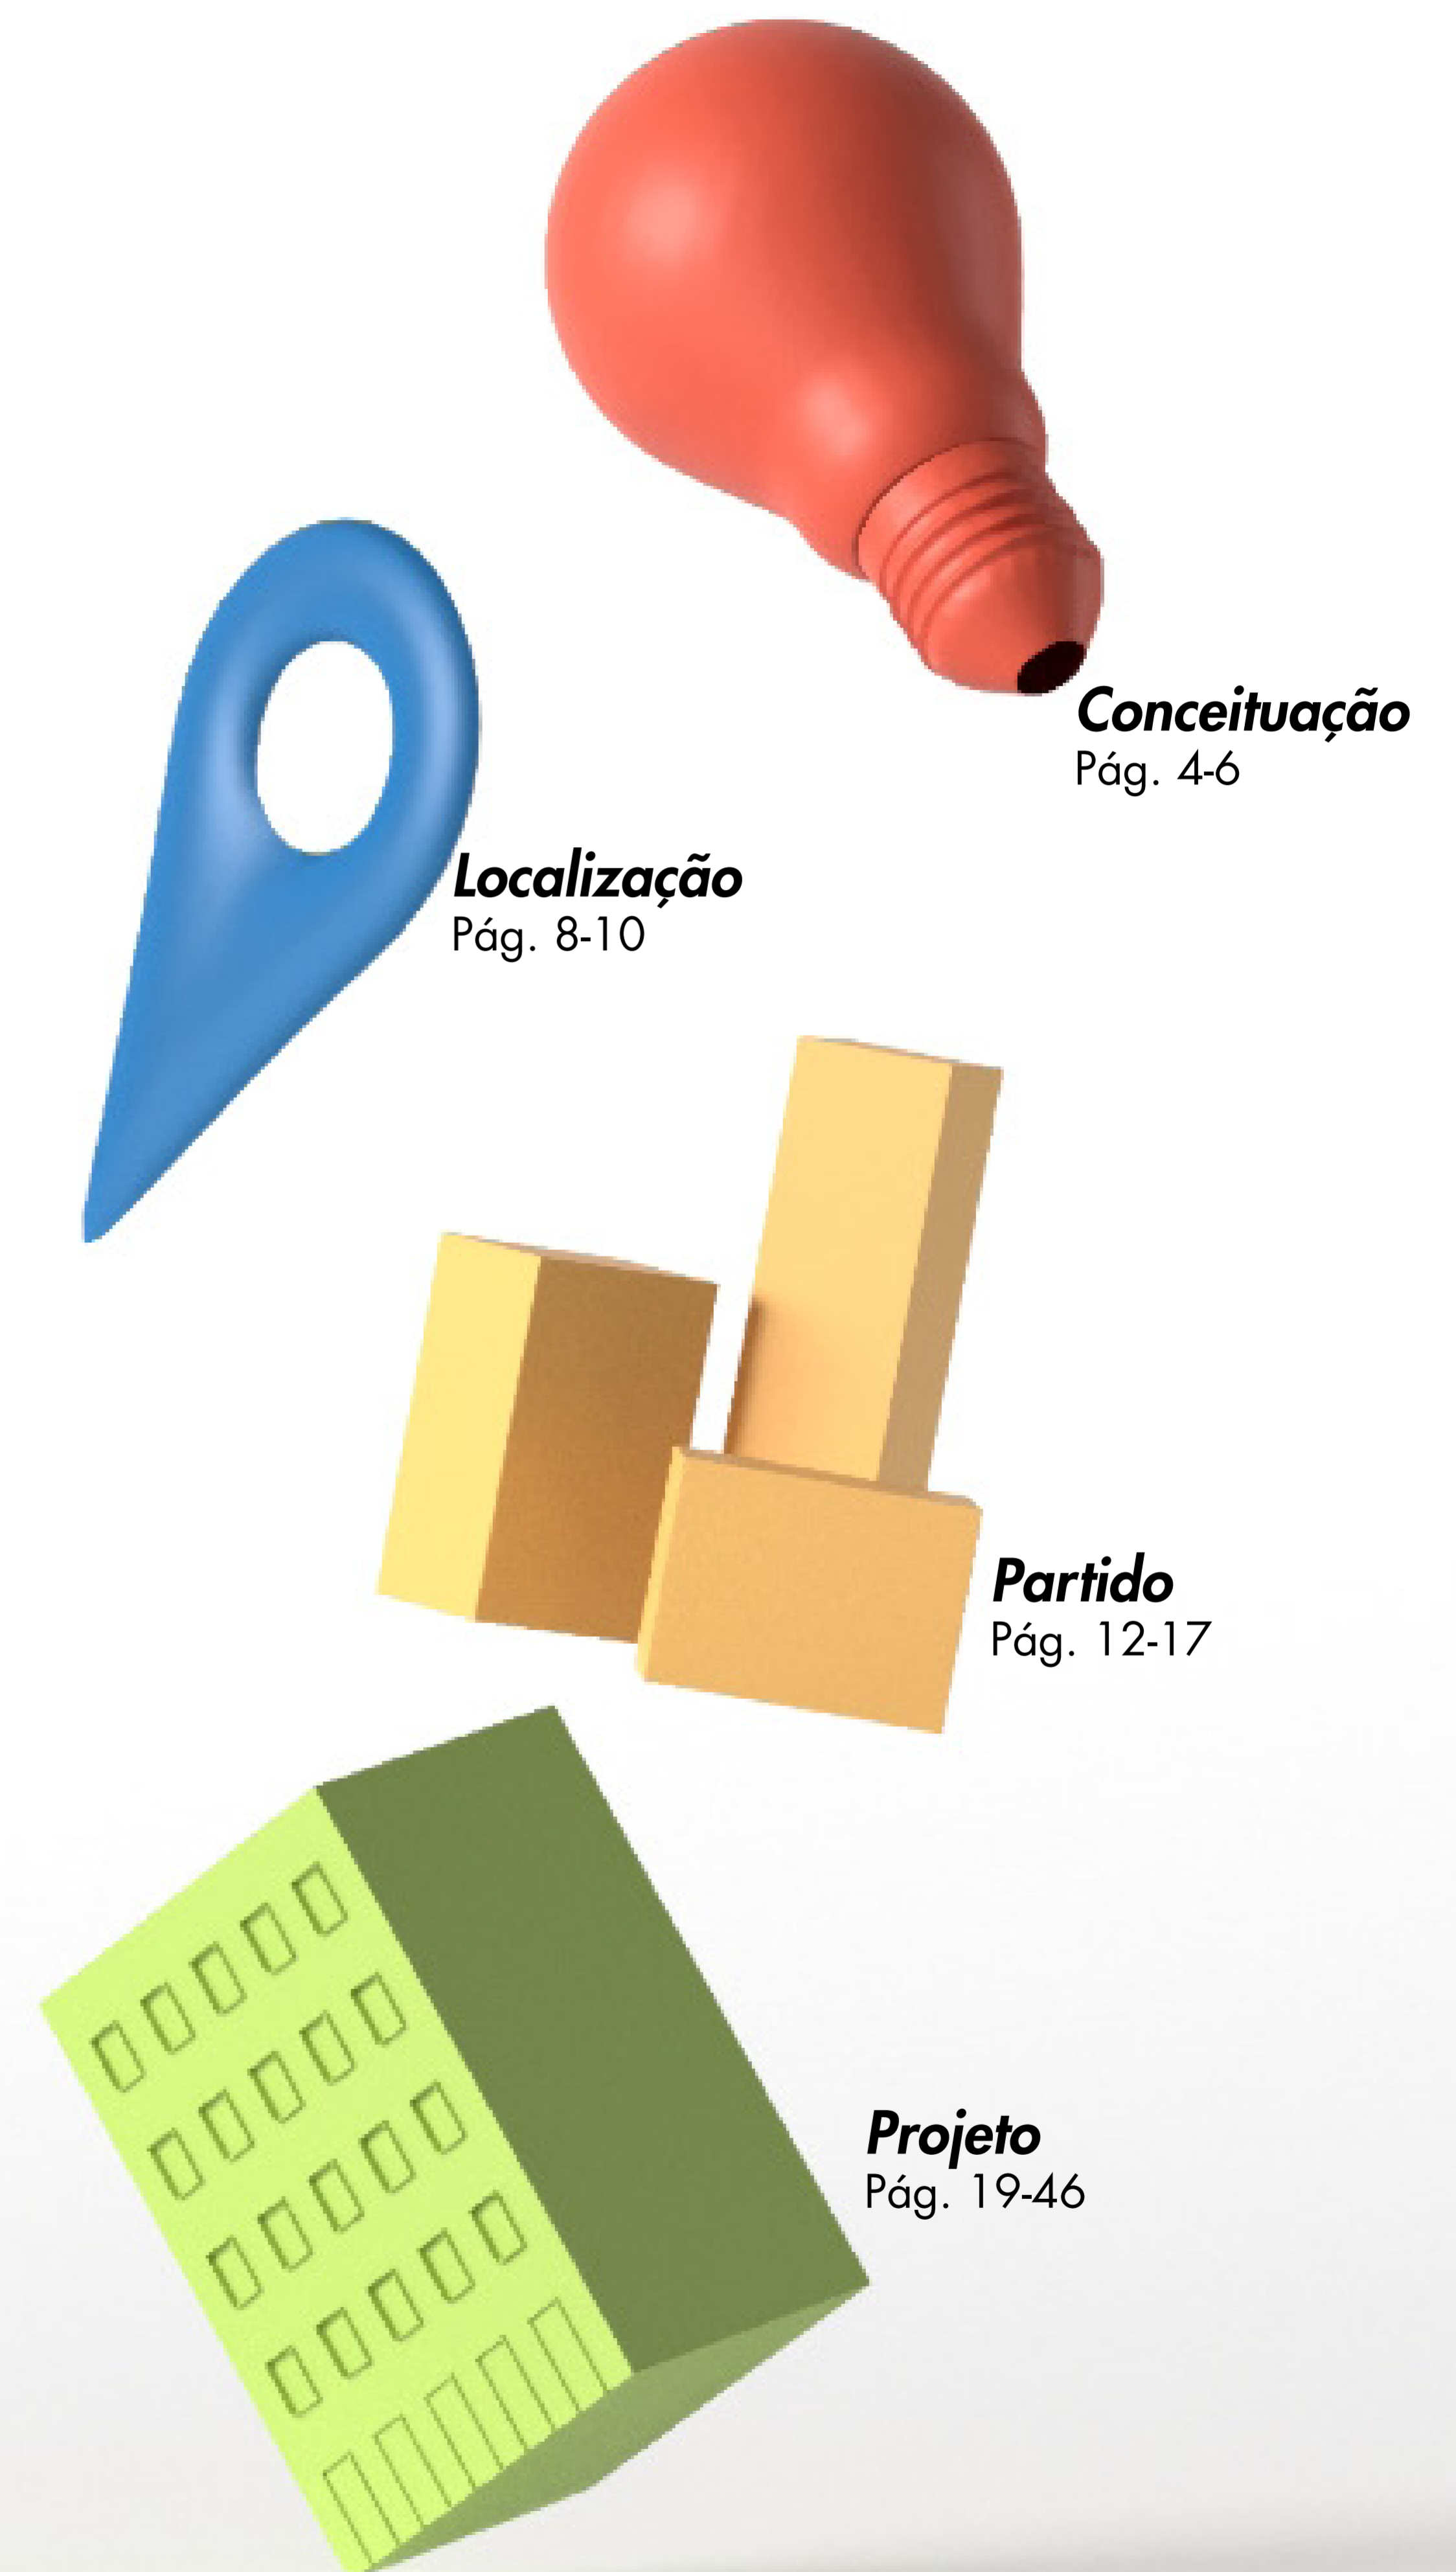 Conceituação
Pág. 4-6
Localização
Pág. 8-10
Partido
Pág. 12-17
Projeto
Pág. 19-46